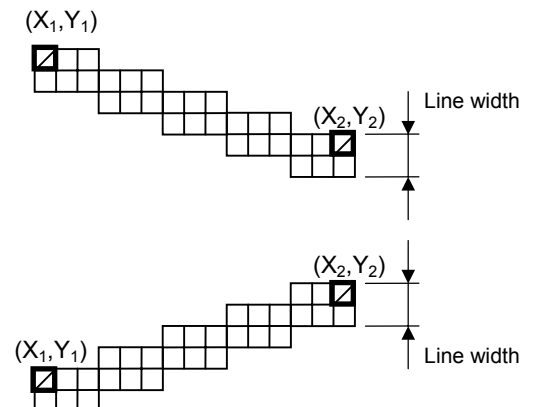 (X₁,Y₁)
Line width
(X₂,Y₂)
(X₂,Y₂)
(X₁,Y₁)
Line width